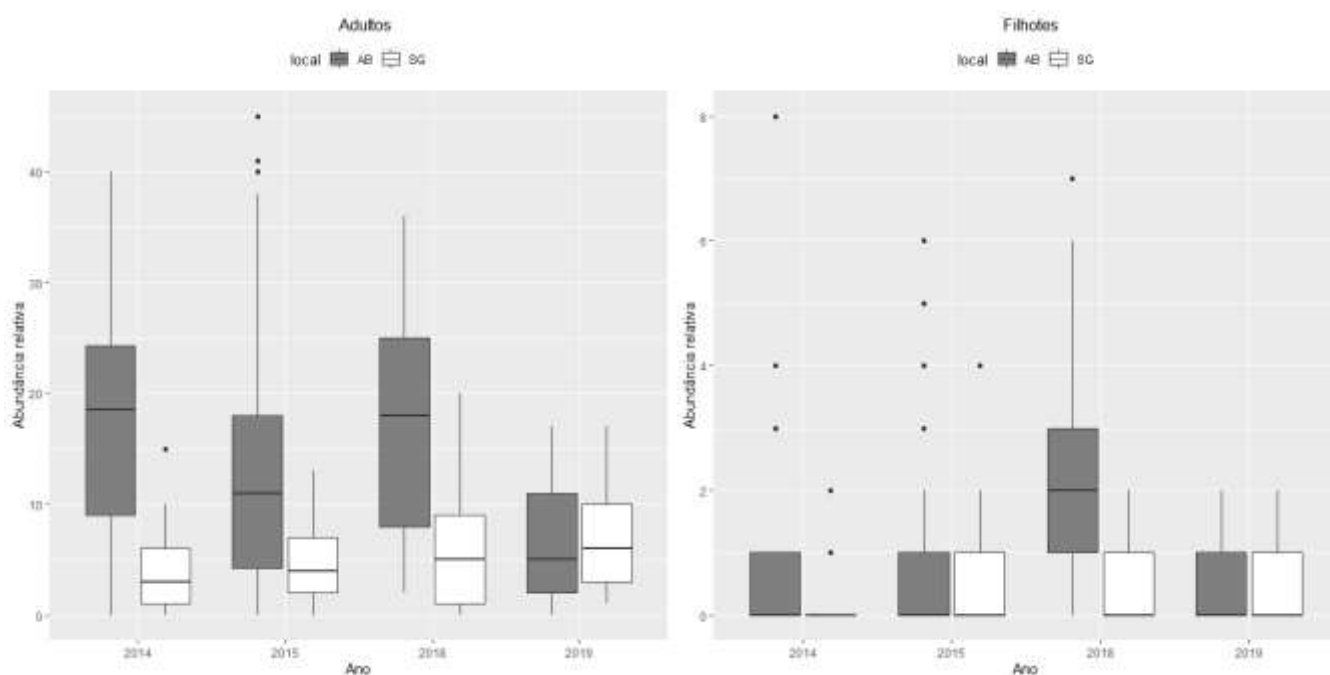 Adultos
local AB SG
40
30
20
10
0
Abundância relativa
2014 2015 2018 2019
Ano
Filhotes
local AB SG
8
6
4
2
0
Abundância relativa
2014 2015 2018 2019
Ano